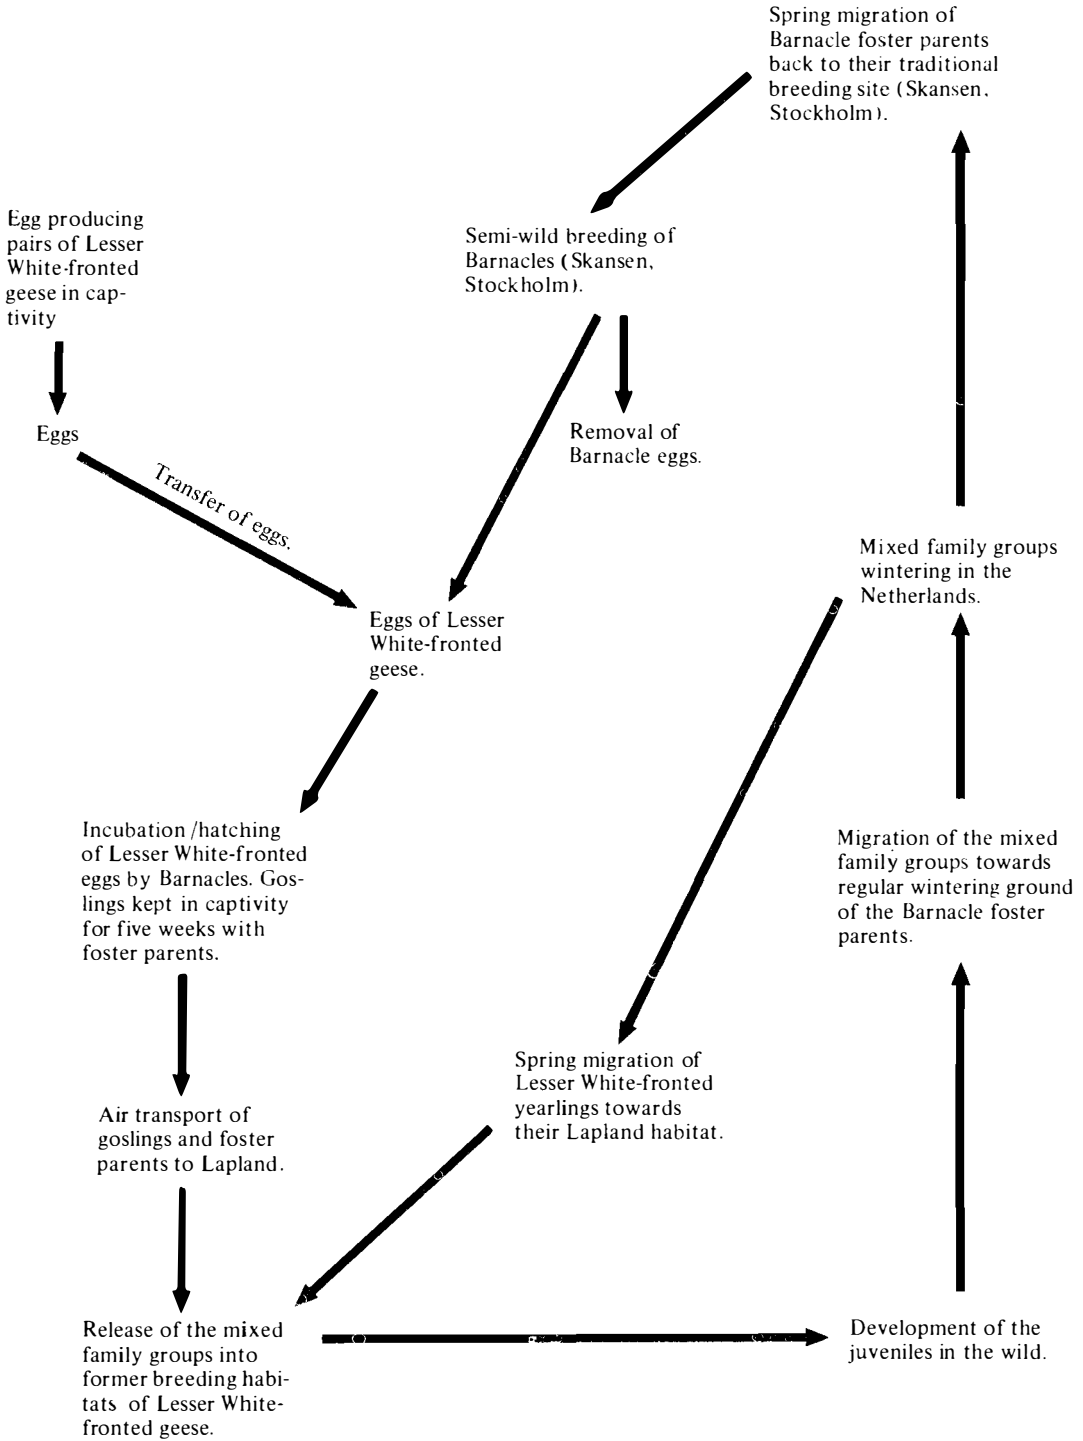 Spring migration of
Barnacle foster parents
back to their traditional
breeding site (Skansen,
Stockholm).
Egg producing
pairs of Lesser
White-fronted
geese in cap-
tivity
Semi-wild breeding of
Barnacles (Skansen,
Stockholm).
Eggs
Removal of
Barnacle eggs.
Transfer of eggs.
Mixed family groups
wintering in the
Netherlands.
Eggs of Lesser
White-fronted
geese.
Incubation/hatching
of Lesser White-fronted
eggs by Barnacles. Gos-
lings kept in captivity
for five weeks with
foster parents.
Migration of the mixed
family groups towards
regular wintering ground
of the Barnacle foster
parents.
Spring migration of
Lesser White-fronted
yearlings towards
their Lapland habitat.
Air transport of
goslings and foster
parents to Lapland.
Release of the mixed
family groups into
former breeding habi-
tats of Lesser White-
fronted geese.
Development of the
juveniles in the wild.